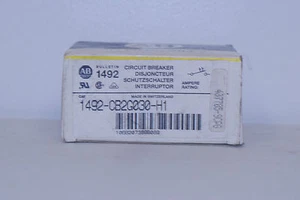 AB
BULLETIN
1492
CIRCUIT BREAKER
DISJONCTEUR
SCHUTZSCHALTER
INTERRUPTOR
AMPERE
RATING
CAT
MADE IN SWITZERLAND
1492-CB2G030-H1